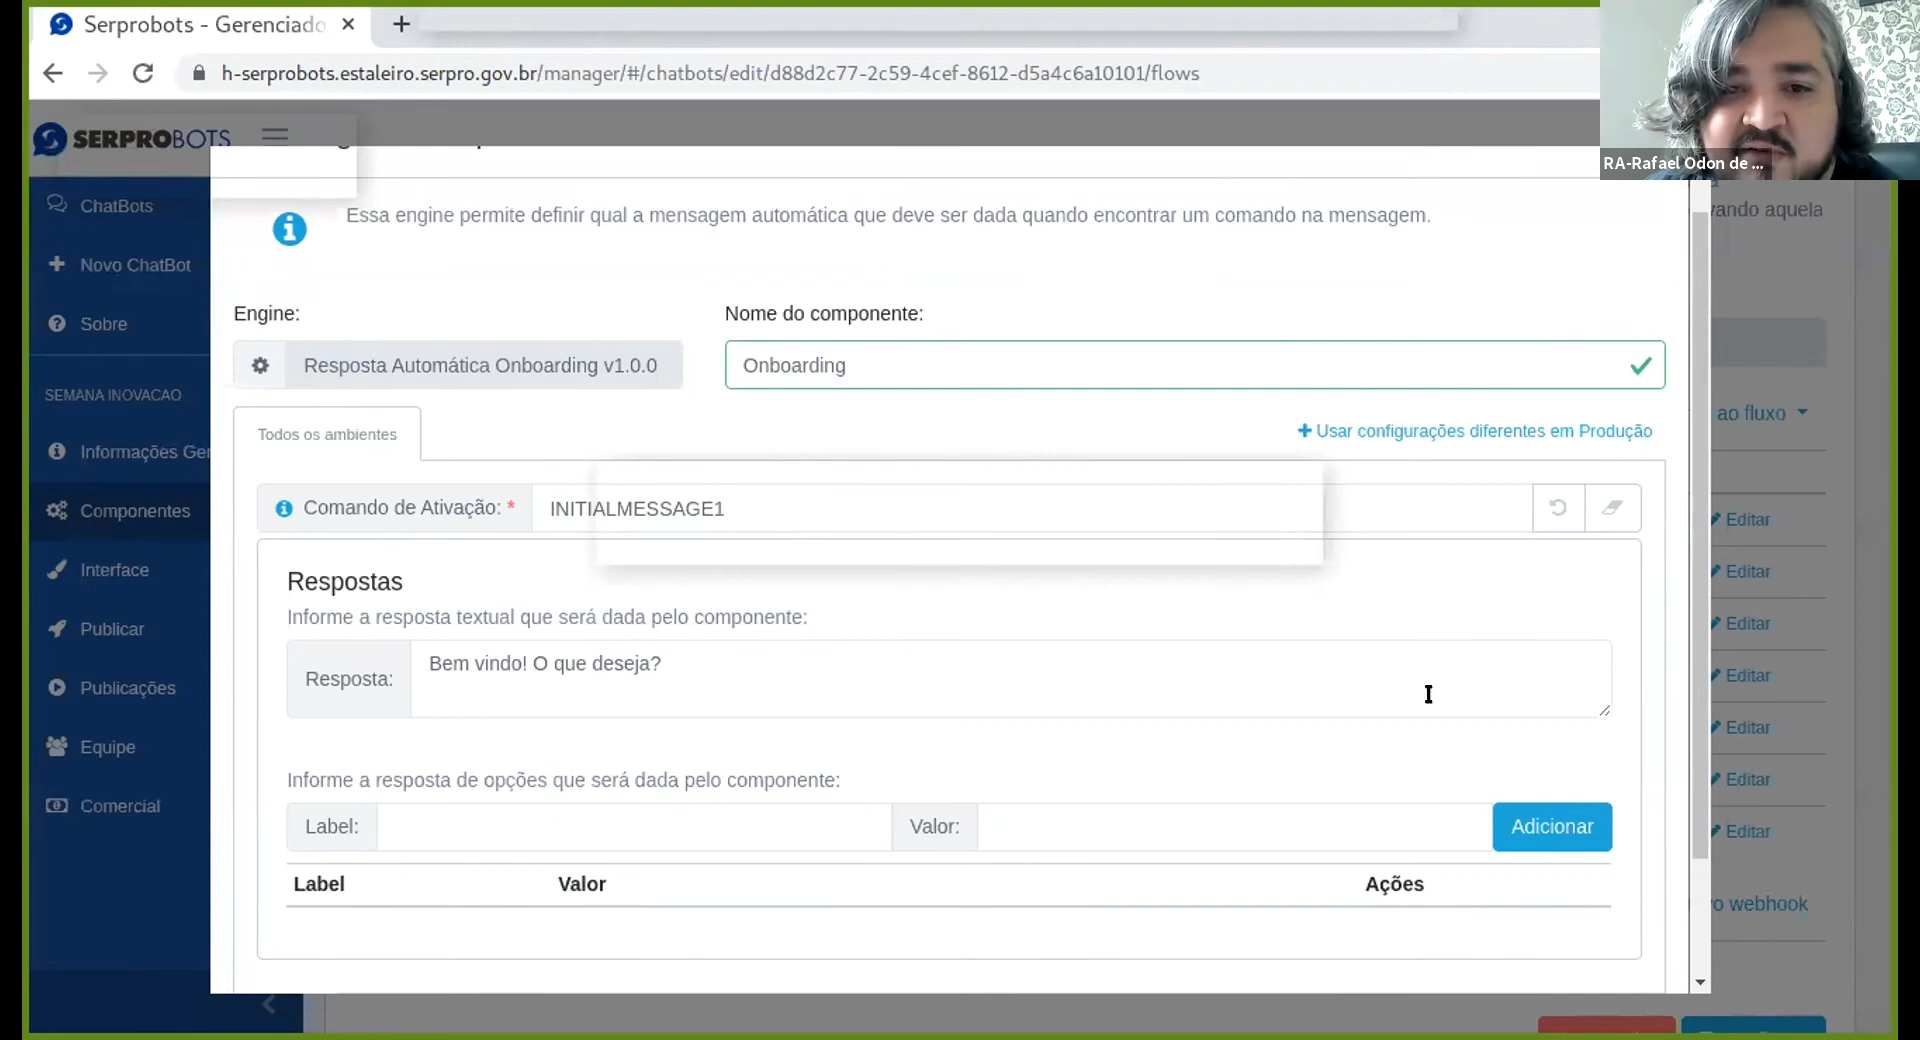 Serprobots - Gerenciado
h-serprobots.estaleiro.serpro.gov.br/manager/#/chatbots/edit/d88d2c77-2c59-4cef-8612-d5a4c6a10101/flows
RA-Rafael Odon de ...
SERPROBOTS
ChatBots
Novo ChatBot
Sobre
SEMANA INOVACAO
Informações Ger
Componentes
Interface
Publicar
Publicações
Equipe
Comercial
Essa engine permite definir qual a mensagem automática que deve ser dada quando encontrar um comando na mensagem.
Engine:
Nome do componente:
Resposta Automática Onboarding v1.0.0
Onboarding
Todos os ambientes
Usar configurações diferentes em Produção
Comando de Ativação: *
INITIALMESSAGE1
Respostas
Informe a resposta textual que será dada pelo componente:
Resposta:
Bem vindo! O que deseja?
Informe a resposta de opções que será dada pelo componente:
Label:
Valor:
Adicionar
Label Valor Ações
aquela
ao fluxo
Editar
Editar
Editar
Editar
Editar
Editar
Editar
webhook